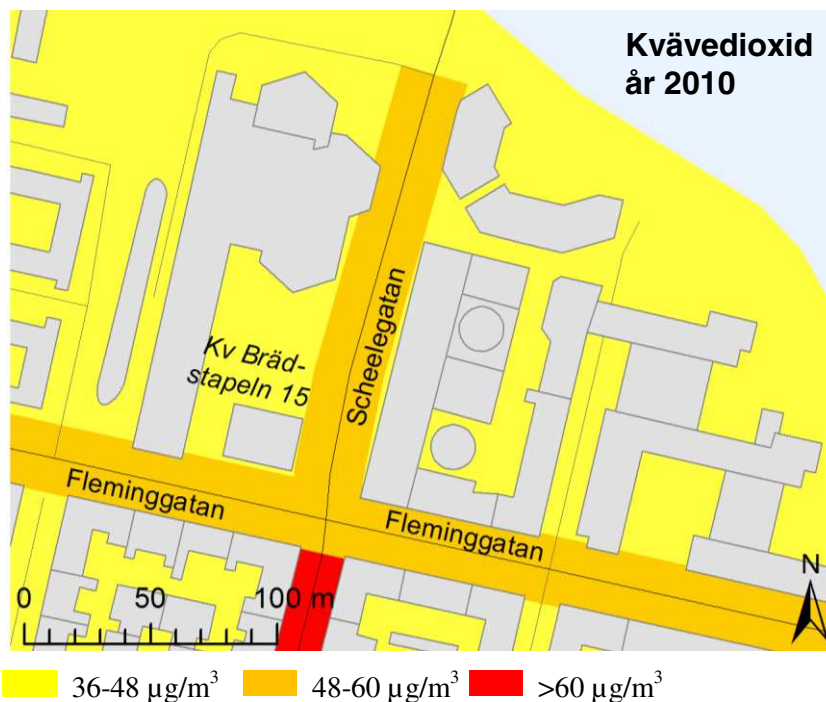 Kvävedioxid
år 2010
Scheelegatan
Kv Bräd-
stapeln 15
Fleminggatan
Fleminggatan
N
0 50 100 m
36-48 µg/m³ 48-60 µg/m³ >60 µg/m³